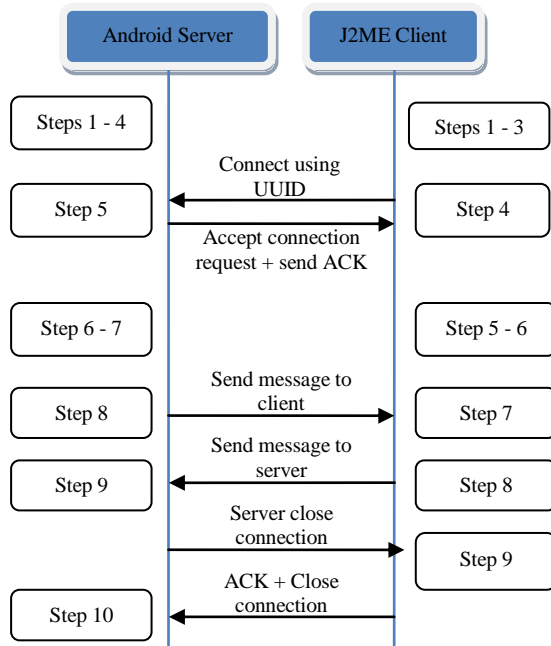 Android Server
J2ME Client
Steps 1 - 4
Steps 1 - 3
Connect using
UUID
Step 5
Step 4
Accept connection
request + send ACK
Step 6 - 7
Step 5 - 6
Send message to
client
Step 8
Step 7
Send message to
server
Step 9
Step 8
Server close
connection
Step 9
ACK + Close
connection
Step 10